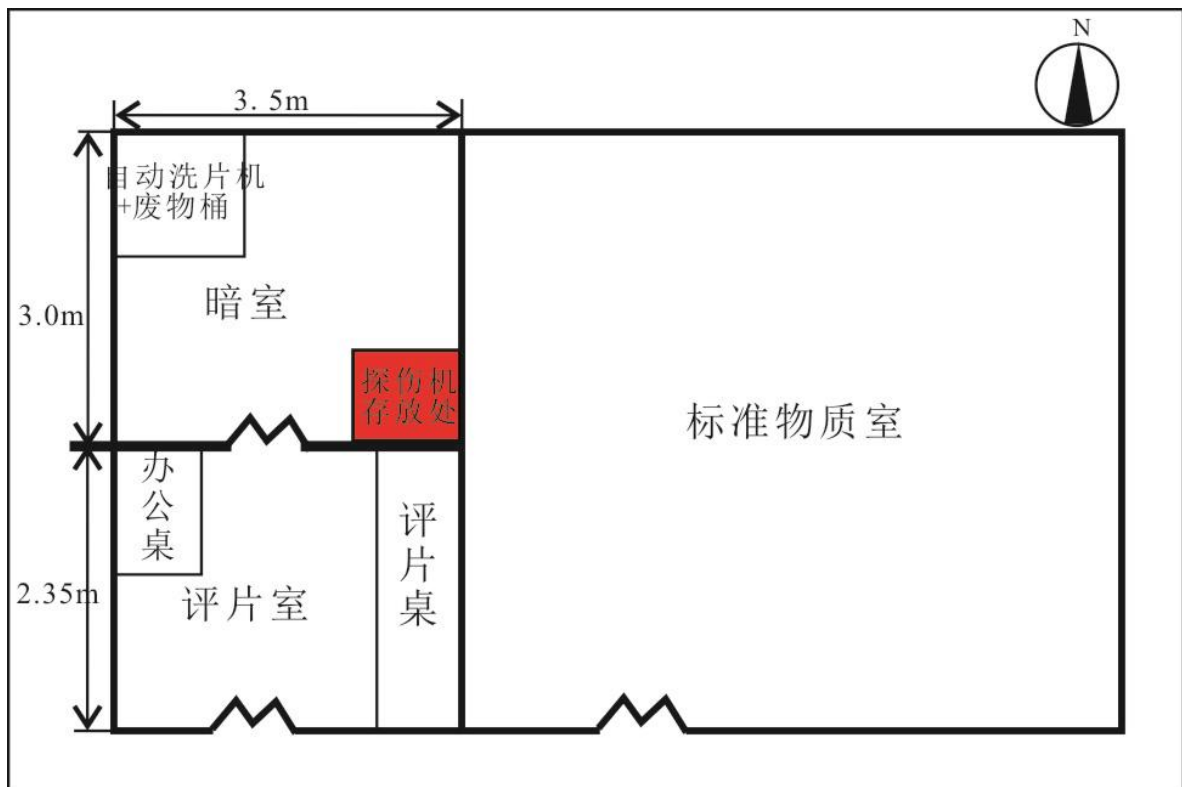 N
3. 5m
自动洗片机
+废物桶
暗室
3.0m
探伤机
存放处
标准物质室
办公桌
评片桌
2.35m
评片室